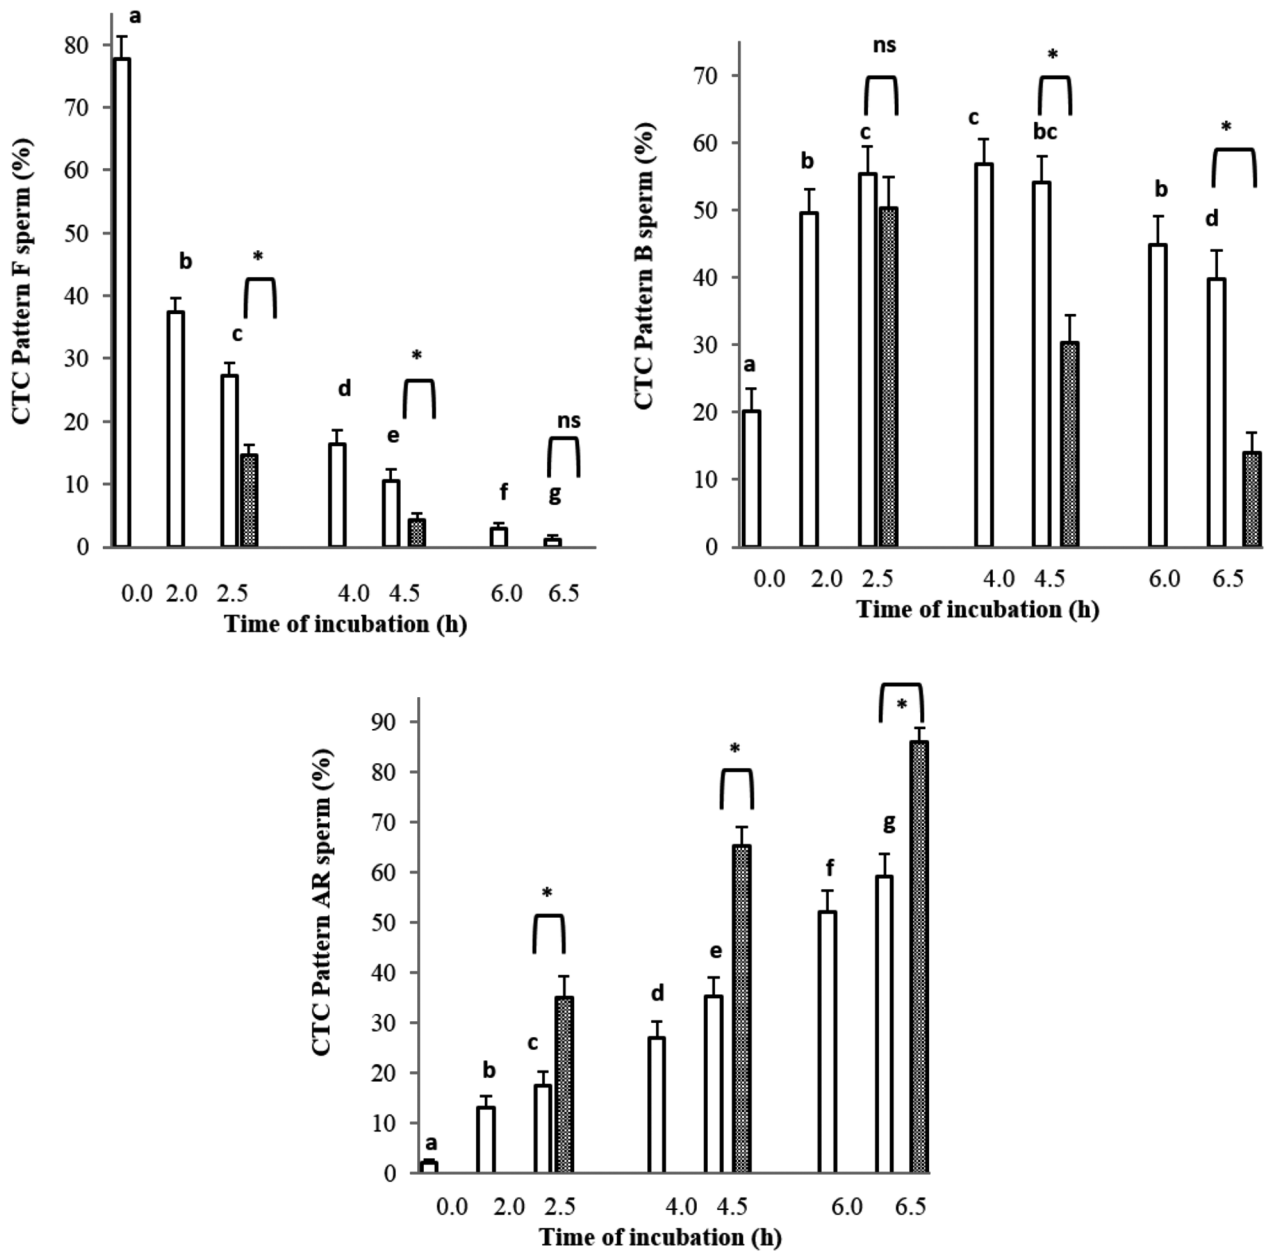 a
80
70
60
50
40
30
20
10
0
CTC Pattern F sperm (%)
b
*
c
d
*
e
f
ns
g
0.0 2.0 2.5 4.0 4.5 6.0 6.5
Time of incubation (h)
ns
*
70
60
50
40
30
20
10
0
CTC Pattern B sperm (%)
a
b
c
c
bc
b
*
d
0.0 2.0 2.5 4.0 4.5 6.0 6.5
Time of incubation (h)
90
80
70
60
50
40
30
20
10
0
CTC Pattern AR sperm (%)
a
b
c
*
d
e
*
f
g
*
0.0 2.0 2.5 4.0 4.5 6.0 6.5
Time of incubation (h)